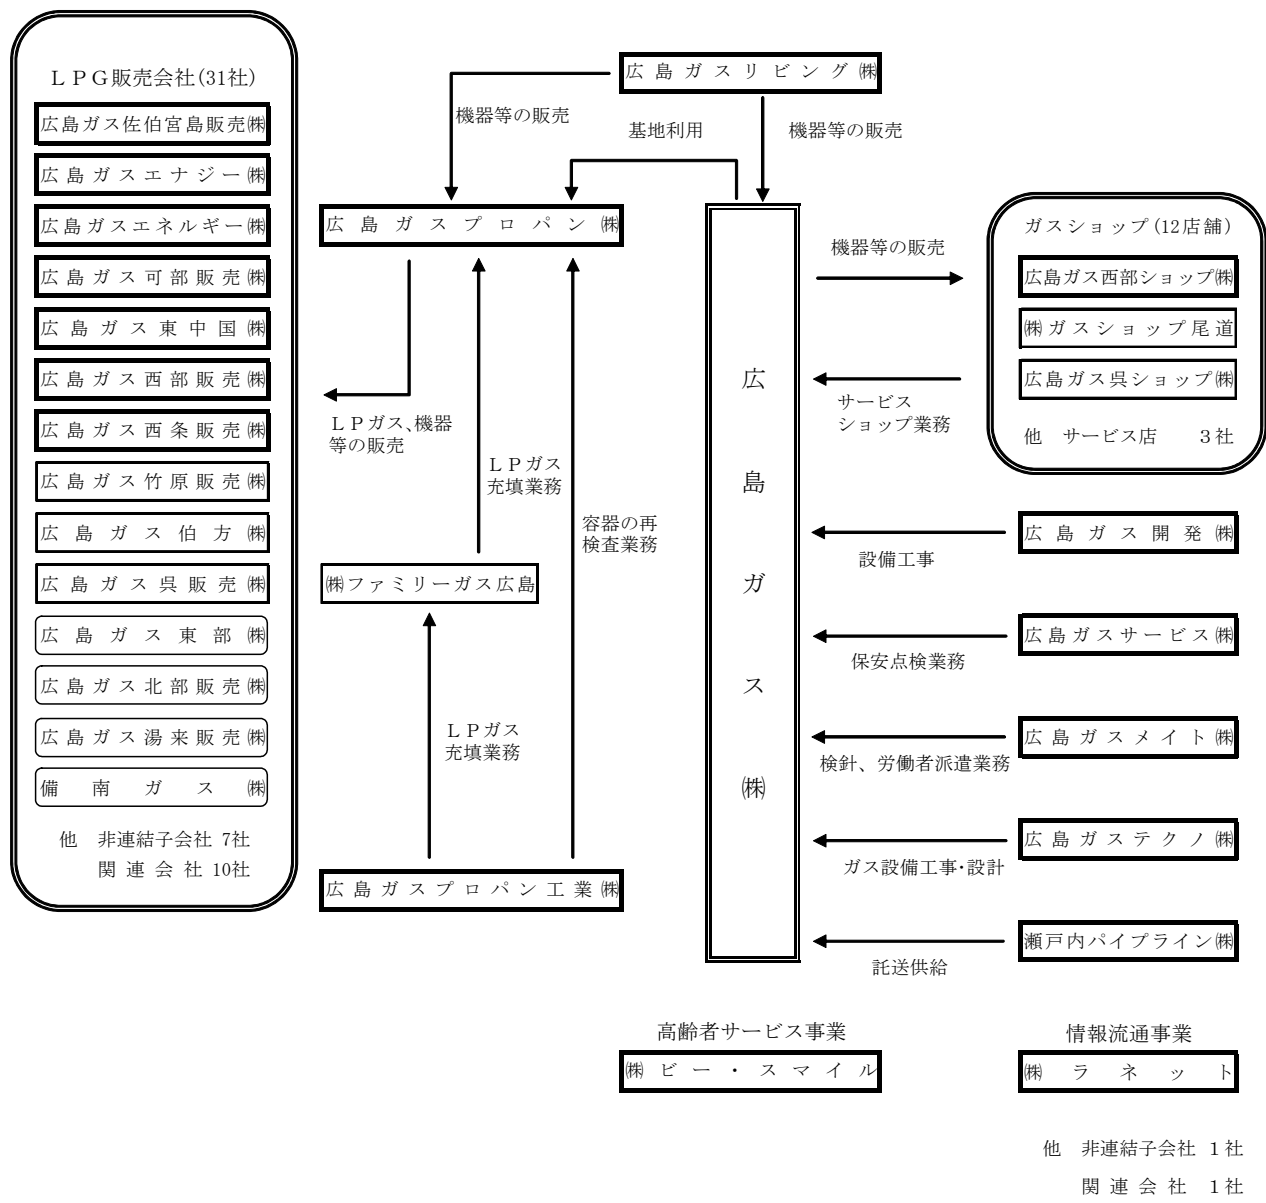 ＬＰＧ販売会社(31社)
広島ガス佐伯宮島販売㈱
広島ガスエナジー㈱
広島ガスエネルギー㈱
広島ガス可部販売㈱
広島ガス東中国㈱
広島ガス西部販売㈱
広島ガス西条販売㈱
広島ガス竹原販売㈱
広島ガス伯方㈱
広島ガス呉販売㈱
広島ガス東部㈱
広島ガス北部販売㈱
広島ガス湯来販売㈱
備南ガス㈱
他　非連結子会社 7社
関連会社 10社
広島ガスリビング㈱
機器等の販売
基地利用
機器等の販売
広島ガスプロパン㈱
ＬＰガス、機器
等の販売
ＬＰガス
充填業務
容器の再
検査業務
㈱ファミリーガス広島
ＬＰガス
充填業務
広島ガスプロパン工業㈱
広島ガス㈱
機器等の販売
サービス
ショップ業務
ガスショップ(12店舗)
広島ガス西部ショップ㈱
㈱ガスショップ尾道
広島ガス呉ショップ㈱
他　サービス店　３社
広島ガス開発㈱
設備工事
広島ガスサービス㈱
保安点検業務
広島ガスメイト㈱
検針、労働者派遣業務
広島ガステクノ㈱
ガス設備工事・設計
瀬戸内パイプライン㈱
託送供給
高齢者サービス事業
㈱ビー・スマイル
情報流通事業
㈱ラネット
他　非連結子会社 １社
関連会社 １社